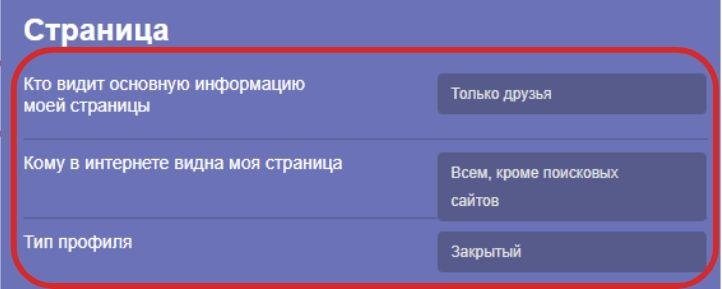 Страница
Кто видит основную информацию
моей страницы
Только друзья
Кому в интернете видна моя страница
Всем, кроме поисковых
сайтов
Тип профиля
Закрытый